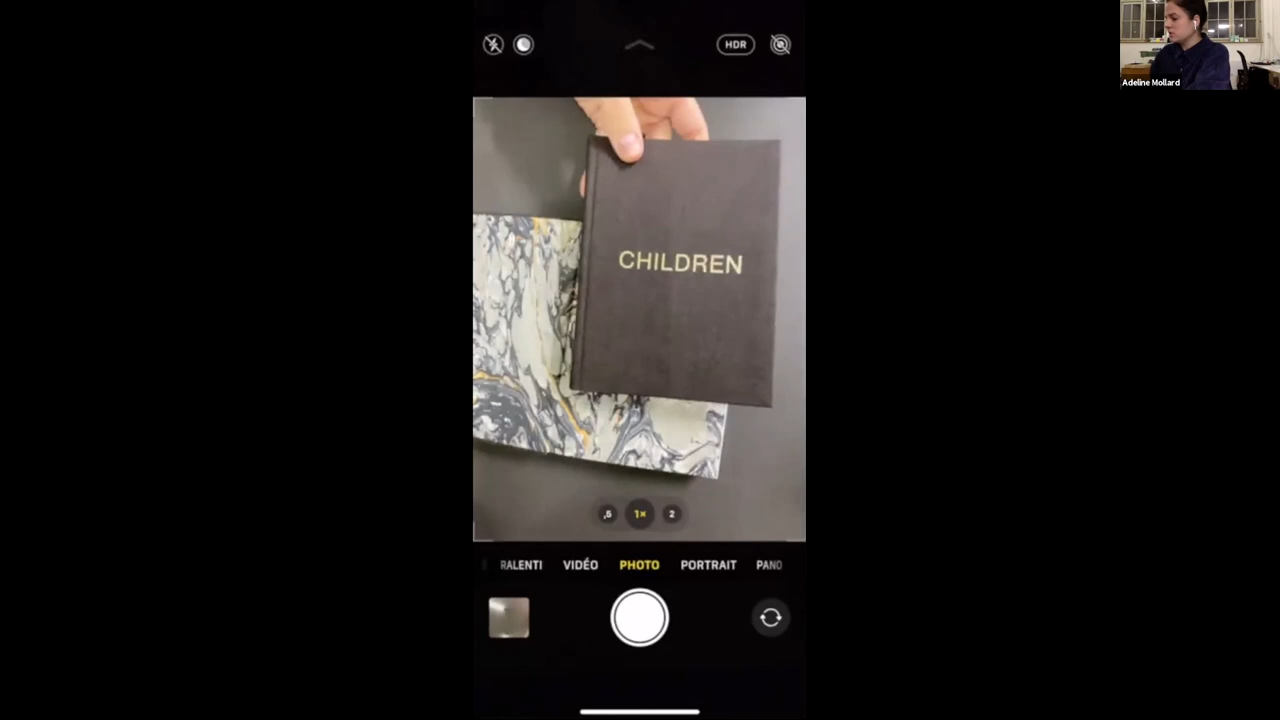 HDR
Adeline Mollard
CHILDREN
,5 1× 2
RALENTI VIDÉO PHOTO PORTRAIT PANO